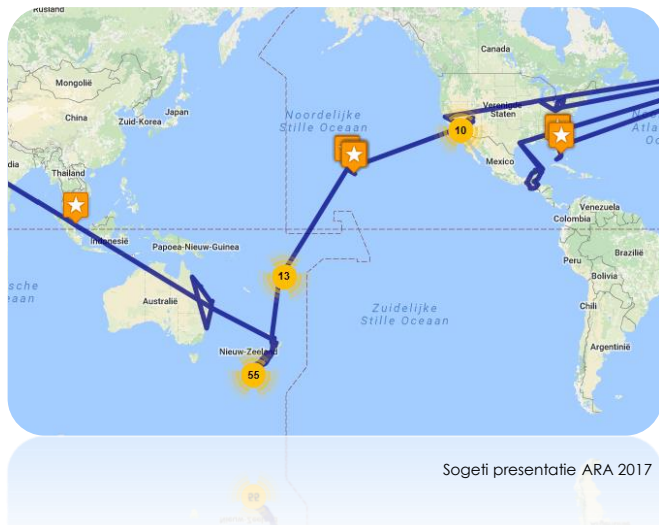 Rusland
Canada
Mongolië
Noordelijke
Stille Oceaan
Verenigde
Staten
10
China
Japan
Zuid-Korea
Mexico
Thailand
Venezuela
Colombia
Indonesië
Papoea-Nieuw-Guinea
13
Peru
Brazilië
Bolivia
Australië
Zuidelijke
Stille Oceaan
Chili
Nieuw-Zeeland
Argentinië
55
Sogeti presentatie ARA 2017